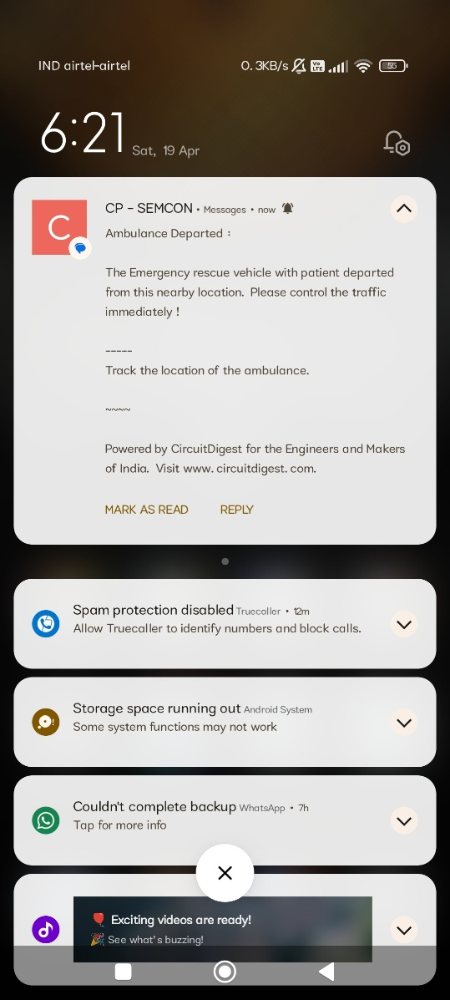 IND airtel-airtel
0. 3KB/s
Vo LTE
55
6:21 Sat, 19 Apr
C
CP - SEMCON • Messages • now
Ambulance Departed :
The Emergency rescue vehicle with patient departed
from this nearby location. Please control the traffic
immediately !
-----
Track the location of the ambulance.
~~~~
Powered by CircuitDigest for the Engineers and Makers
of India. Visit www. circuitdigest. com.
MARK AS READ REPLY
Spam protection disabled Truecaller • 12m
Allow Truecaller to identify numbers and block calls.
Storage space running out Android System
Some system functions may not work
Couldn't complete backup WhatsApp • 7h
Tap for more info
🎈 Exciting videos are ready!
🎉 See what's buzzing!